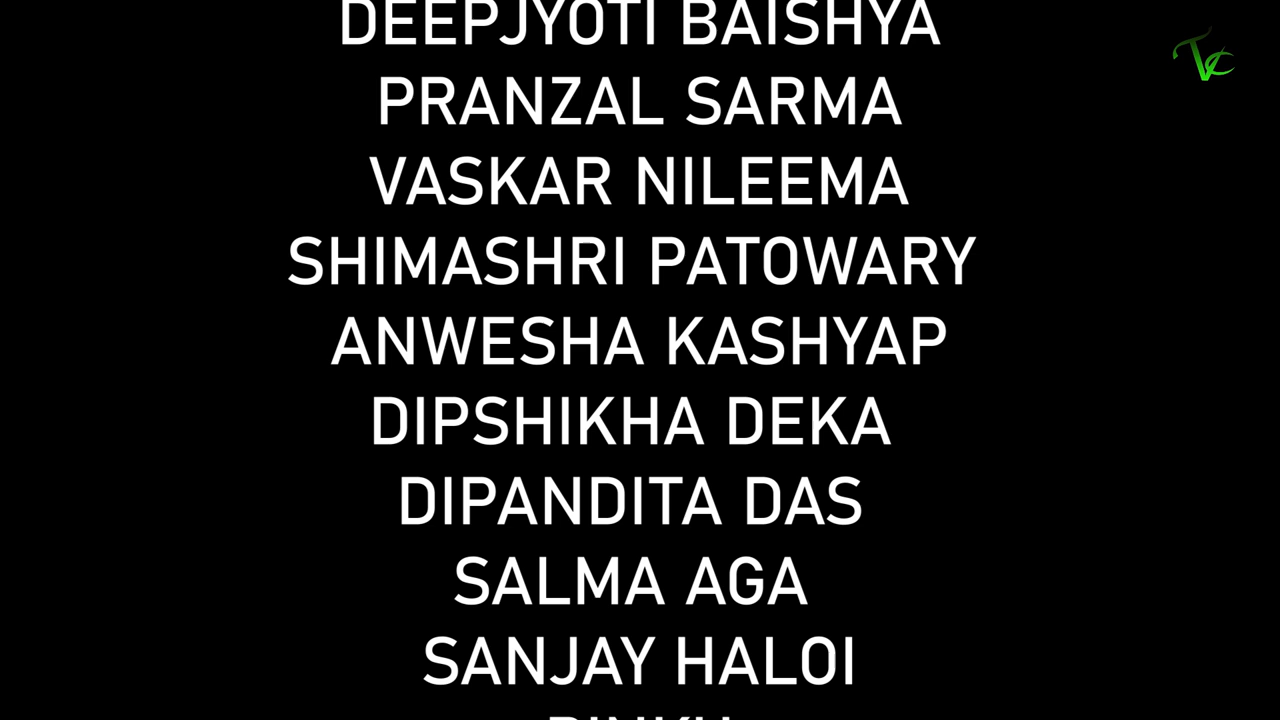 DEEPJYOTI BAISHYA
PRANZAL SARMA
VASKAR NILEEMA
SHIMASHRI PATOWARY
ANWESHA KASHYAP
DIPSHIKHA DEKA
DIPANDITA DAS
SALMA AGA
SANJAY HALOI